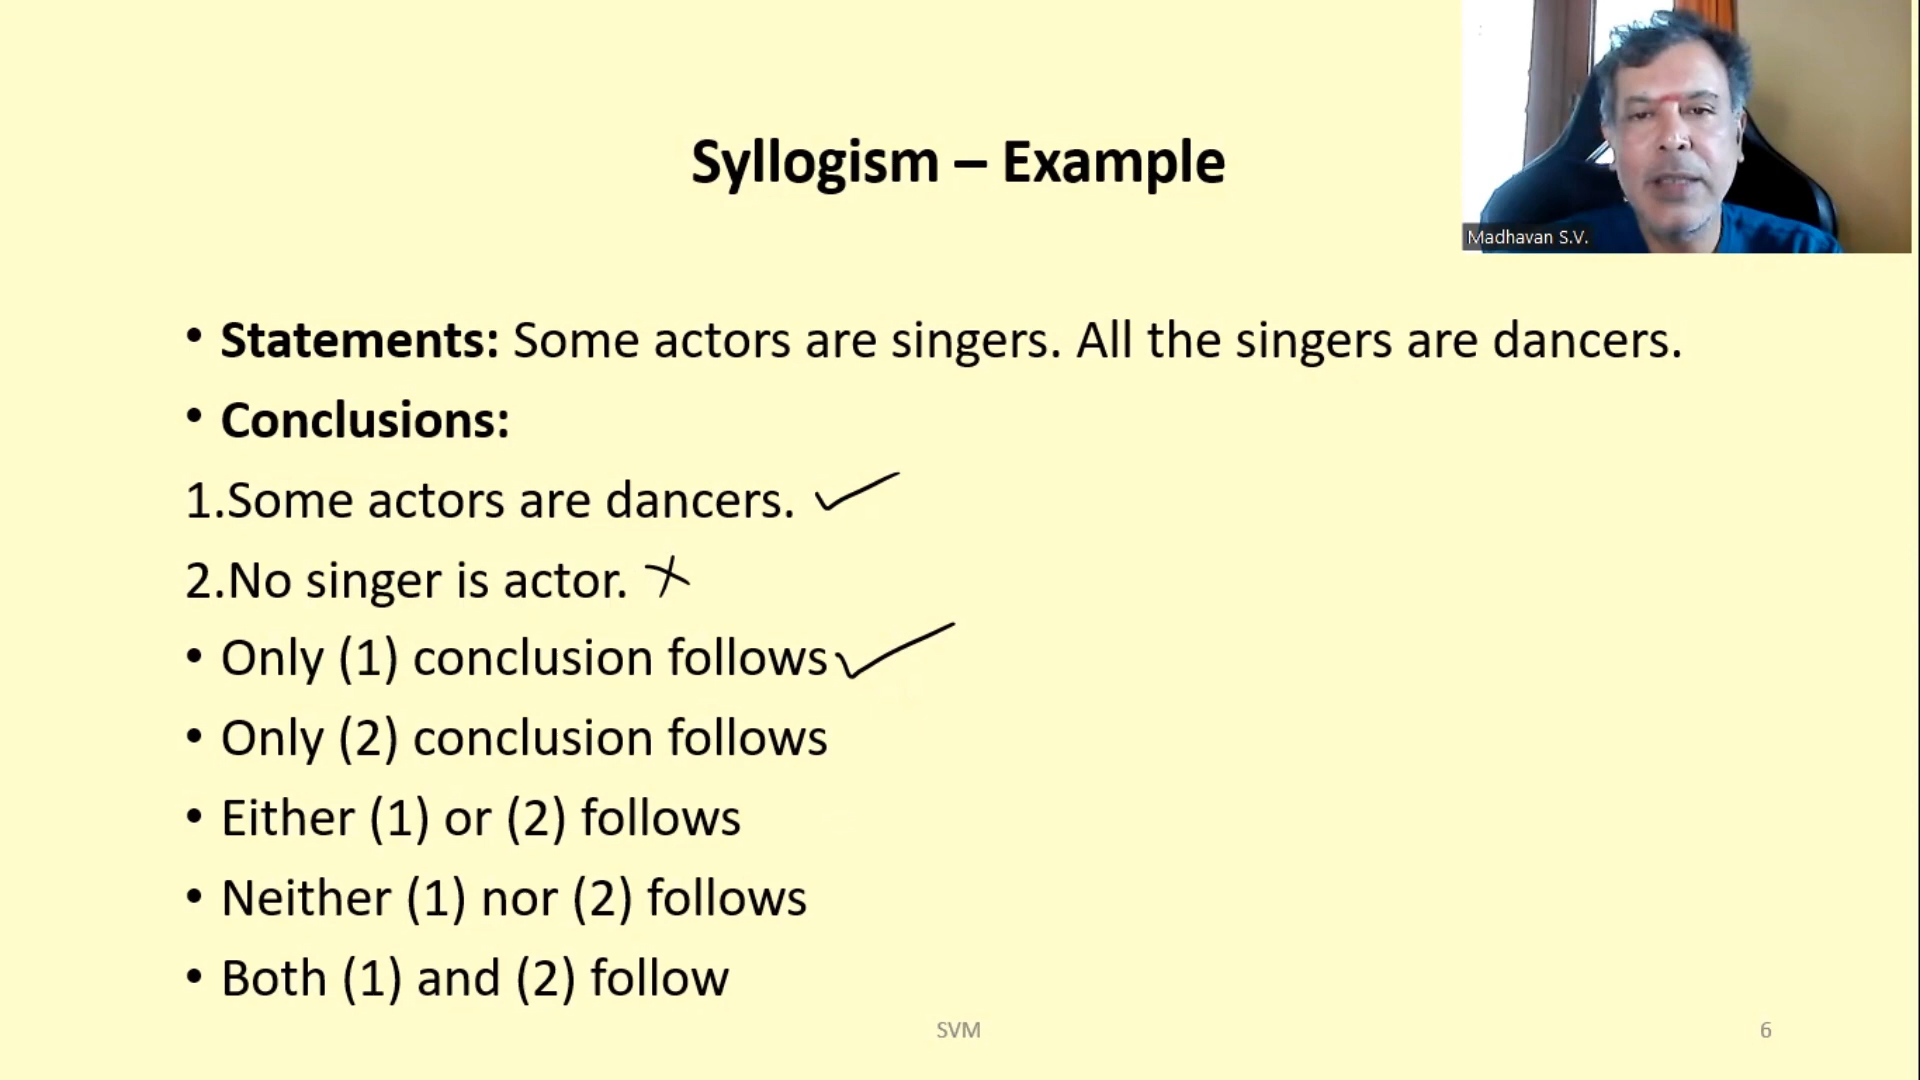 Syllogism – Example
Madhavan S.V.
• Statements: Some actors are singers. All the singers are dancers.
• Conclusions:
1.Some actors are dancers.
2.No singer is actor.
• Only (1) conclusion follows
• Only (2) conclusion follows
• Either (1) or (2) follows
• Neither (1) nor (2) follows
• Both (1) and (2) follow
SVM
6